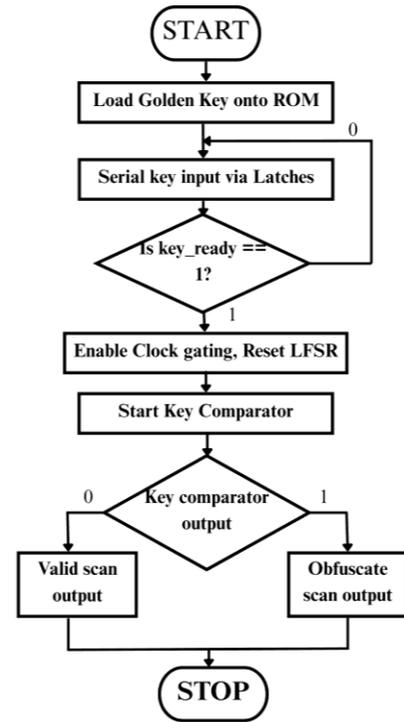 START
Load Golden Key onto ROM
0
Serial key input via Latches
Is key_ready ==
1?
1
Enable Clock gating, Reset LFSR
Start Key Comparator
0
Key comparator
output
1
Valid scan
output
Obfuscate
scan output
STOP